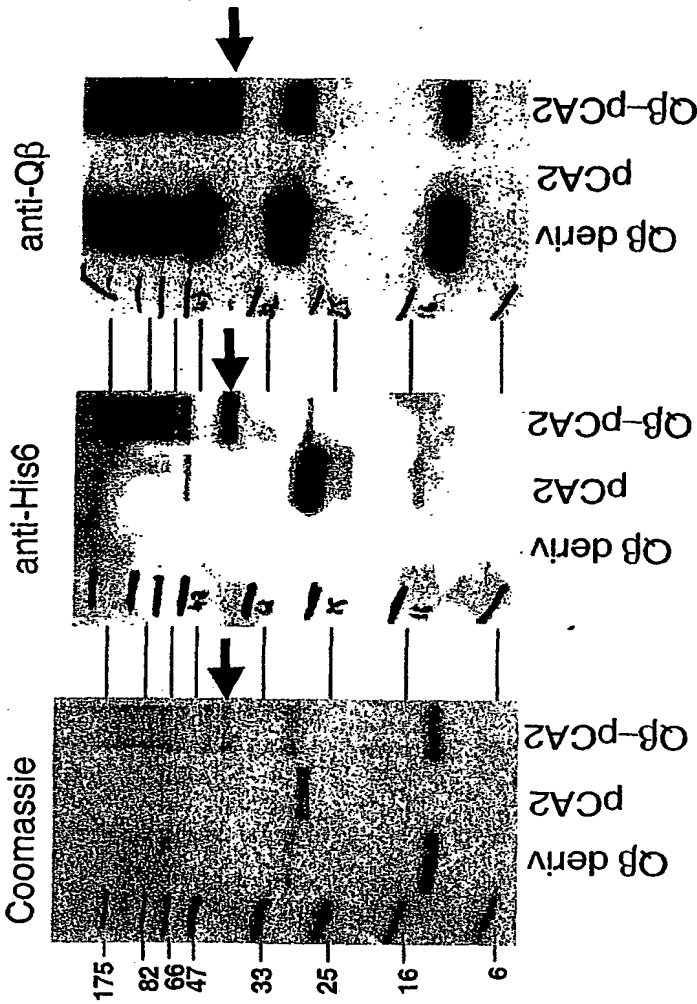 Coomassie
anti-His6
anti-Qβ
175
82
66
47
33
25
16
6
Qβ deriv
pCA2
Qβ–pCA2
Qβ deriv
pCA2
Qβ–pCA2
Qβ deriv
pCA2
Qβ–pCA2